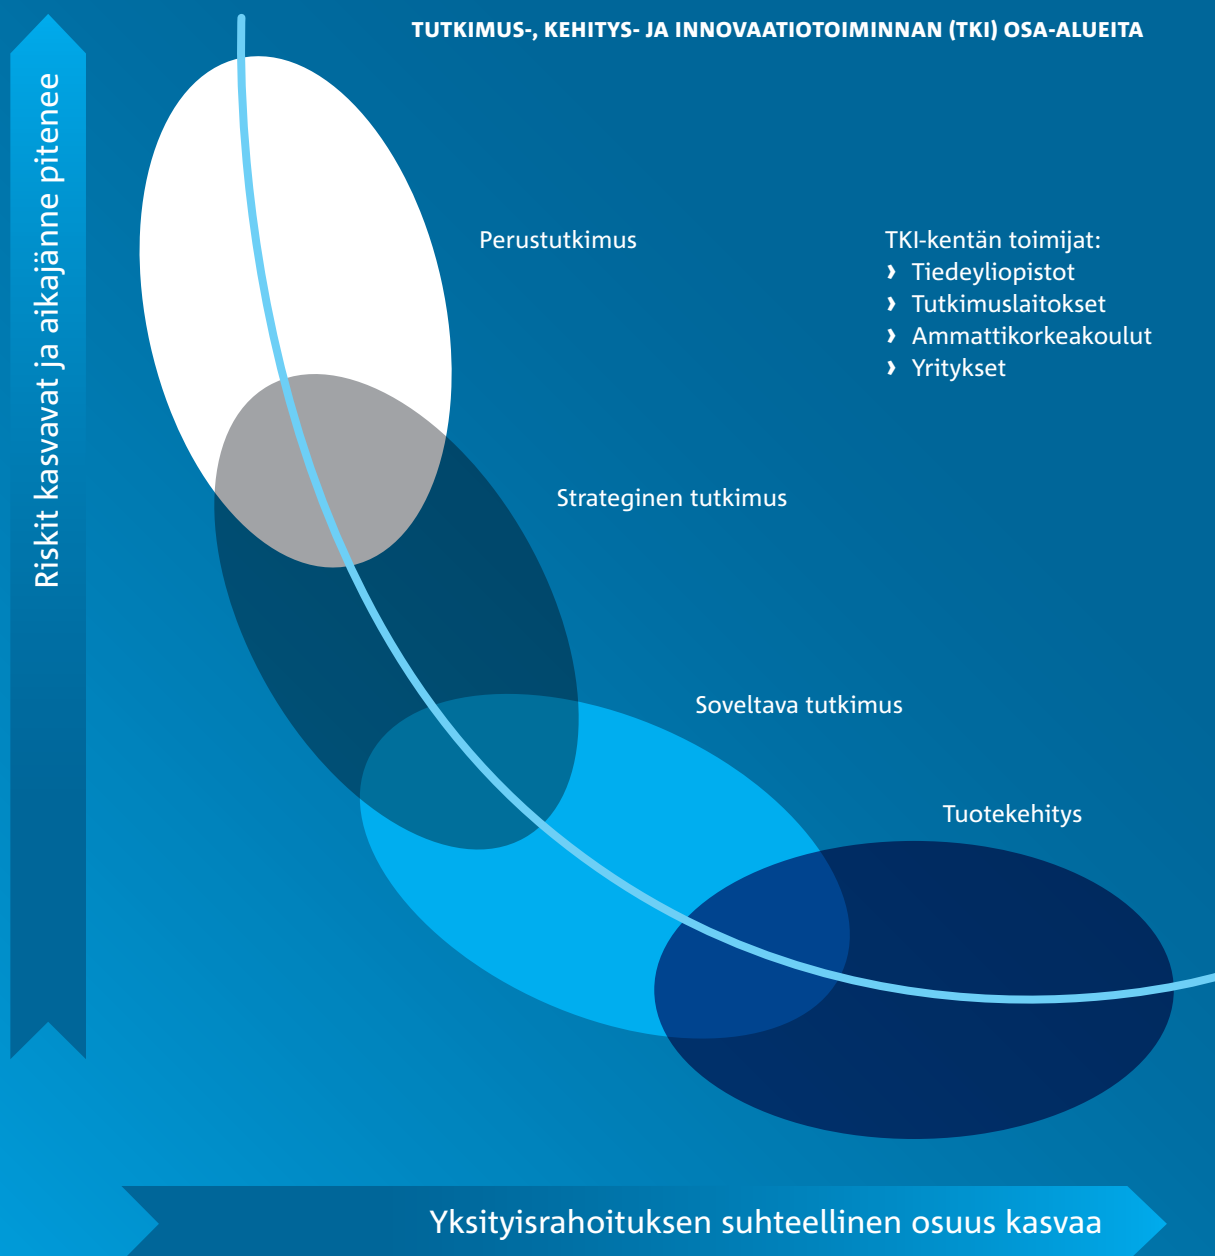 TUTKIMUS-, KEHITYS- JA INNOVAATIOTOIMINNAN (TKI) OSA-ALUEITA
Riskit kasvavat ja aikajänne pitenee
Perustutkimus
TKI-kentän toimijat:
› Tiedeyliopistot
› Tutkimuslaitokset
› Ammattikorkeakoulut
› Yritykset
Strateginen tutkimus
Soveltava tutkimus
Tuotekehitys
Yksityisrahoituksen suhteellinen osuus kasvaa